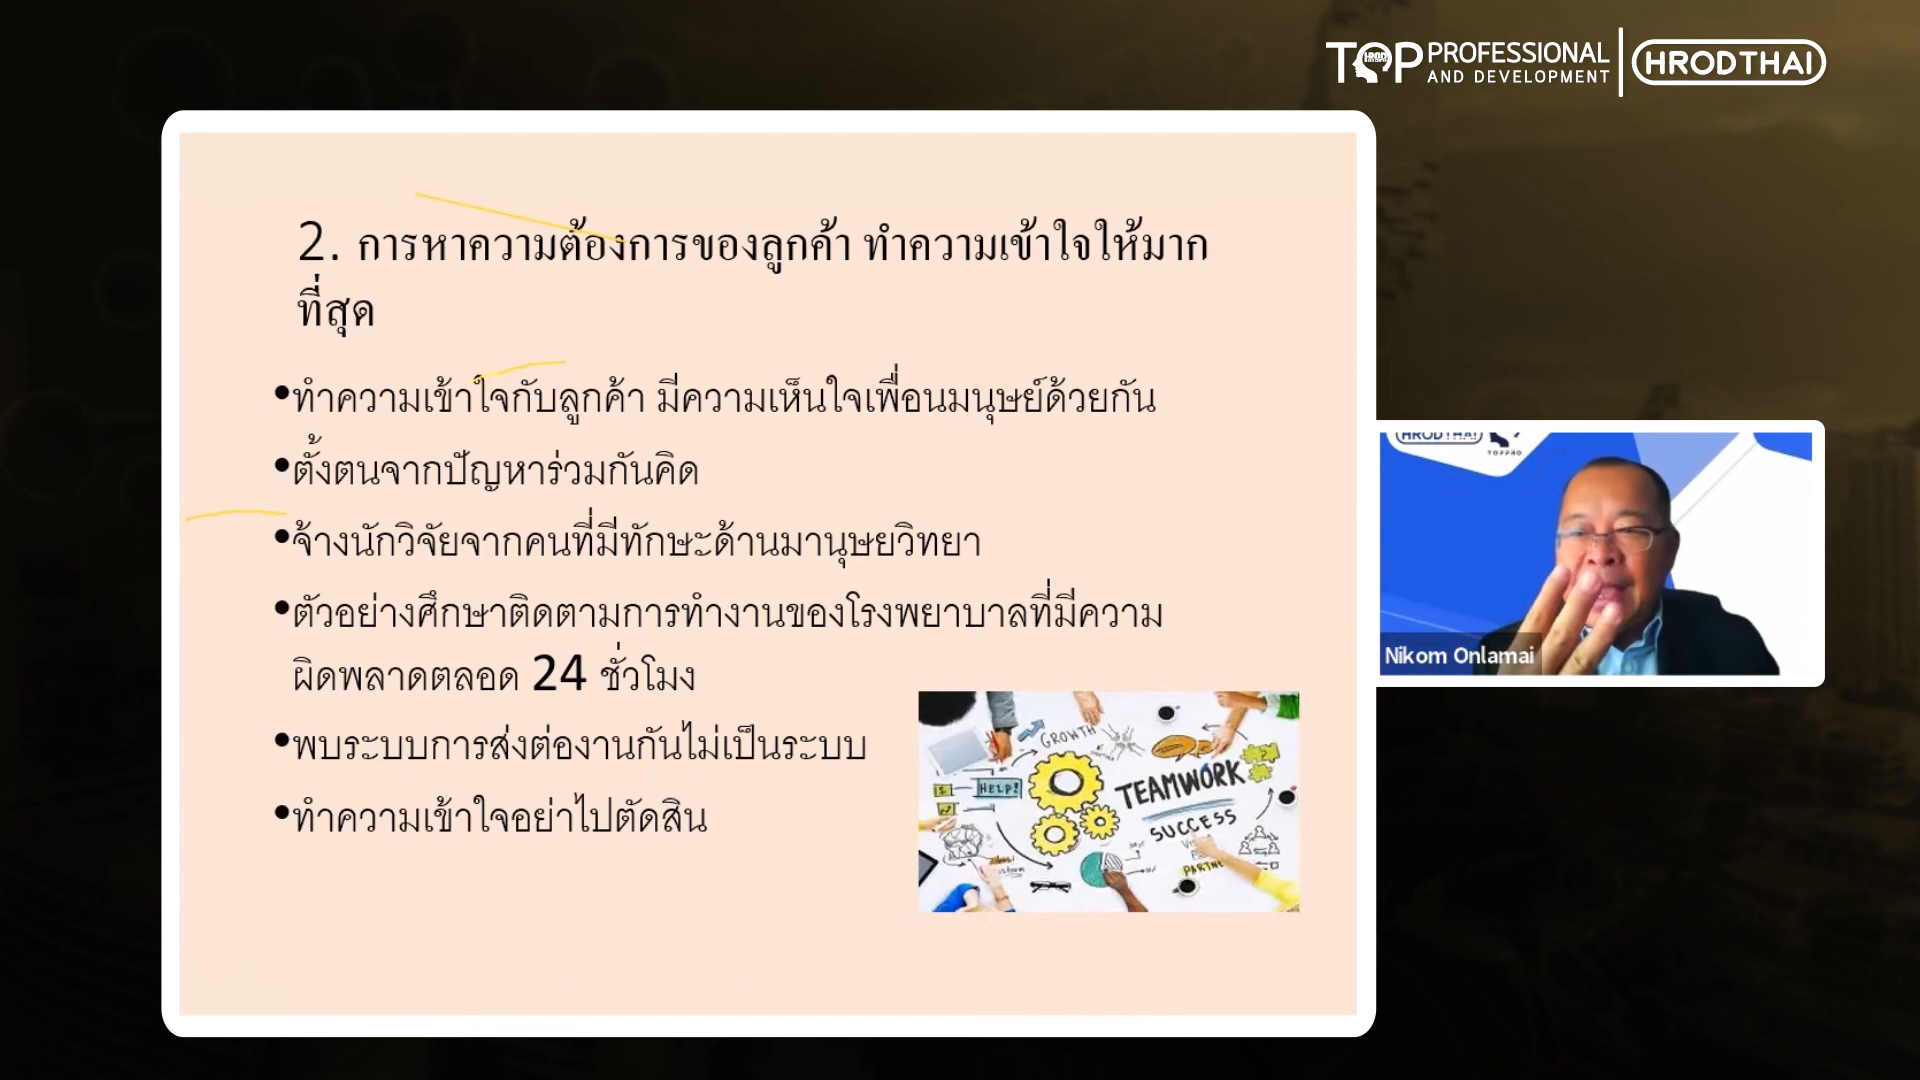 TOP PROFESSIONAL
AND DEVELOPMENT
HRODTHAI
2. การหาความต้องการของลูกค้า ทำความเข้าใจให้มาก
ที่สุด
•ทำความเข้าใจกับลูกค้า มีความเห็นใจเพื่อนมนุษย์ด้วยกัน
•ตั้งตนจากปัญหาร่วมกันคิด
•จ้างนักวิจัยจากคนที่มีทักษะด้านมานุษยวิทยา
•ตัวอย่างศึกษาติดตามการทำงานของโรงพยาบาลที่มีความ
ผิดพลาดตลอด 24 ชั่วโมง
•พบระบบการส่งต่องานกันไม่เป็นระบบ
•ทำความเข้าใจอย่าไปตัดสิน
GROWTH
HELP!
TEAMWORK
SUCCESS
HRODTHAI
TOPPRO
Nikom Onlamai